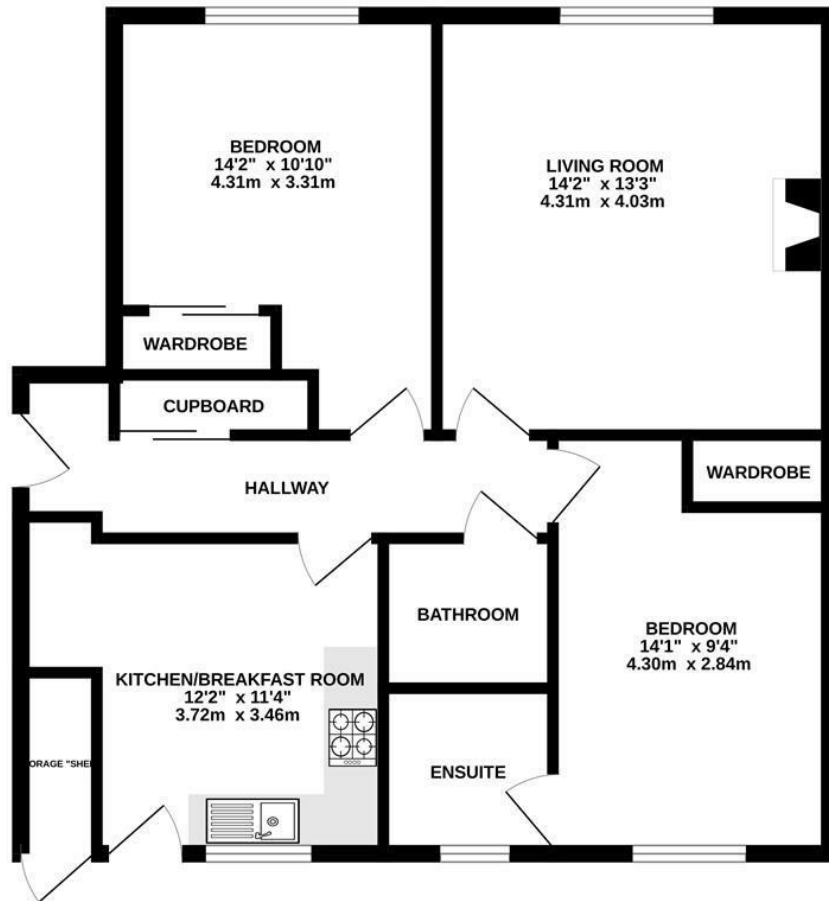 BEDROOM
14'2" x 10'10"
4.31m x 3.31m
LIVING ROOM
14'2" x 13'3"
4.31m x 4.03m
WARDROBE
CUPBOARD
HALLWAY
WARDROBE
BATHROOM
BEDROOM
14'1" x 9'4"
4.30m x 2.84m
KITCHEN/BREAKFAST ROOM
12'2" x 11'4"
3.72m x 3.46m
ORAGE "SHE
ENSUITE